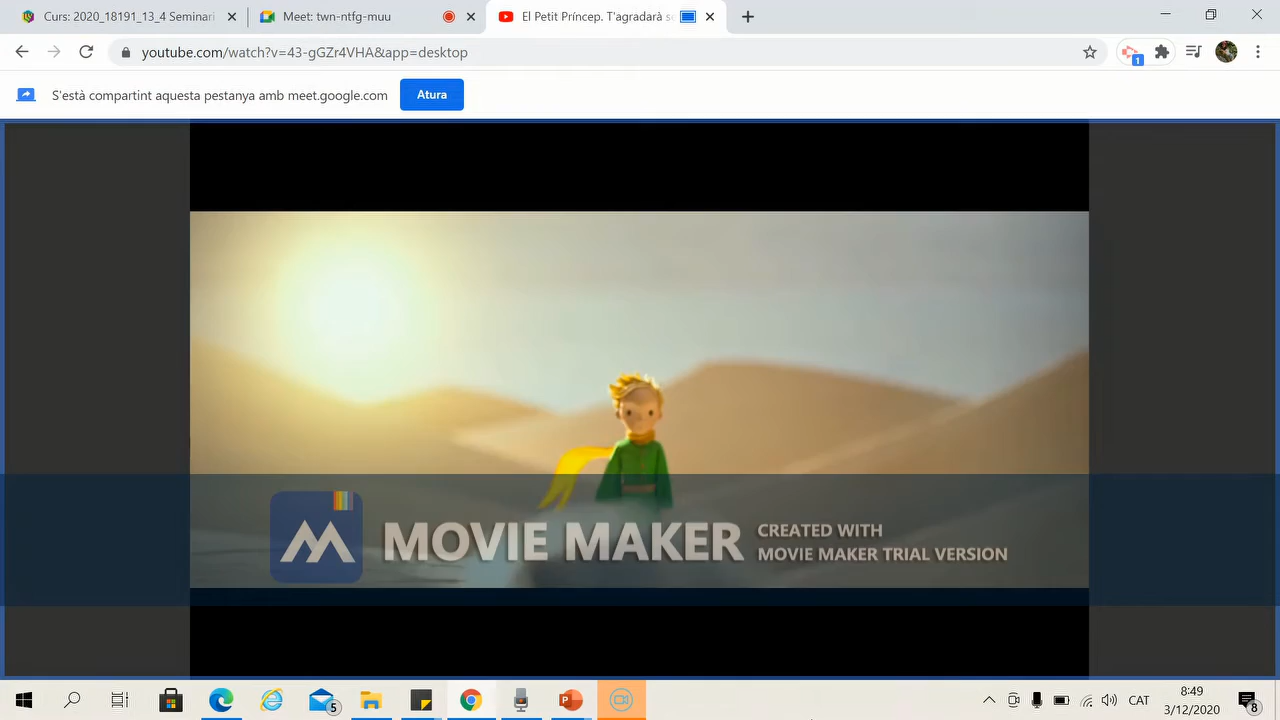 Curs: 2020_18191_13_4 Seminari
Meet: twn-ntfg-muu
El Petit Príncep. T'agradarà se
youtube.com/watch?v=43-gGZr4VHA&app=desktop
1
S'està compartint aquesta pestanya amb meet.google.com
Atura
MOVIE MAKER
CREATED WITH
MOVIE MAKER TRIAL VERSION
5
CAT
8:49
3/12/2020
8